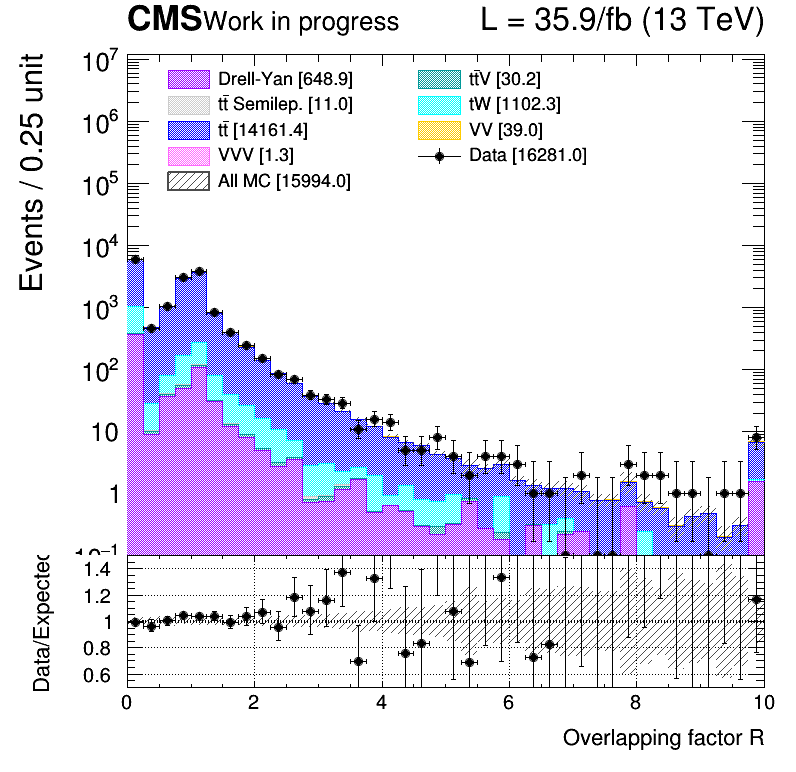 CMS Work in progress L = 35.9/fb (13 TeV)
Events / 0.25 unit
10⁷
10⁶
10⁵
10⁴
10³
10²
10
1
10⁻¹
Drell-Yan [648.9]
tt̄ Semilep. [11.0]
tt̄ [14161.4]
VVV [1.3]
All MC [15994.0]
tt̄V [30.2]
tW [1102.3]
VV [39.0]
Data [16281.0]
Data/Expected
1.4
1.2
1
0.8
0.6
0 2 4 6 8 10
Overlapping factor R